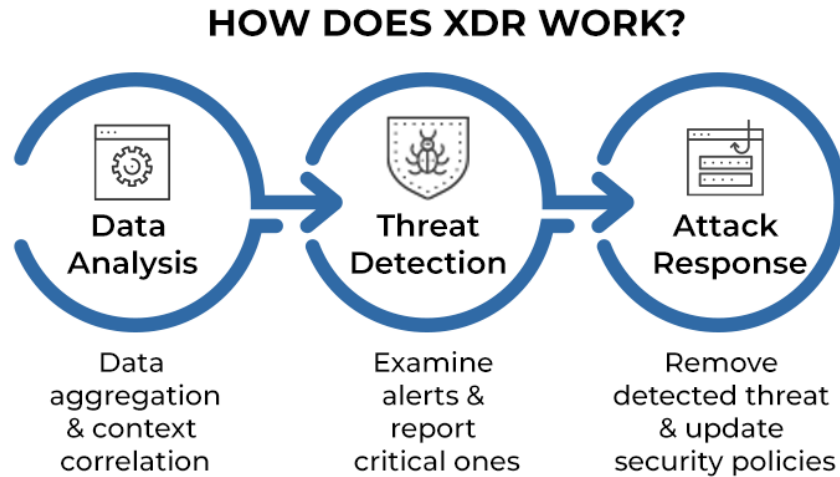 HOW DOES XDR WORK?
Data
Analysis
Threat
Detection
Attack
Response
Data
aggregation
& context
correlation
Examine
alerts &
report
critical ones
Remove
detected threat
& update
security policies